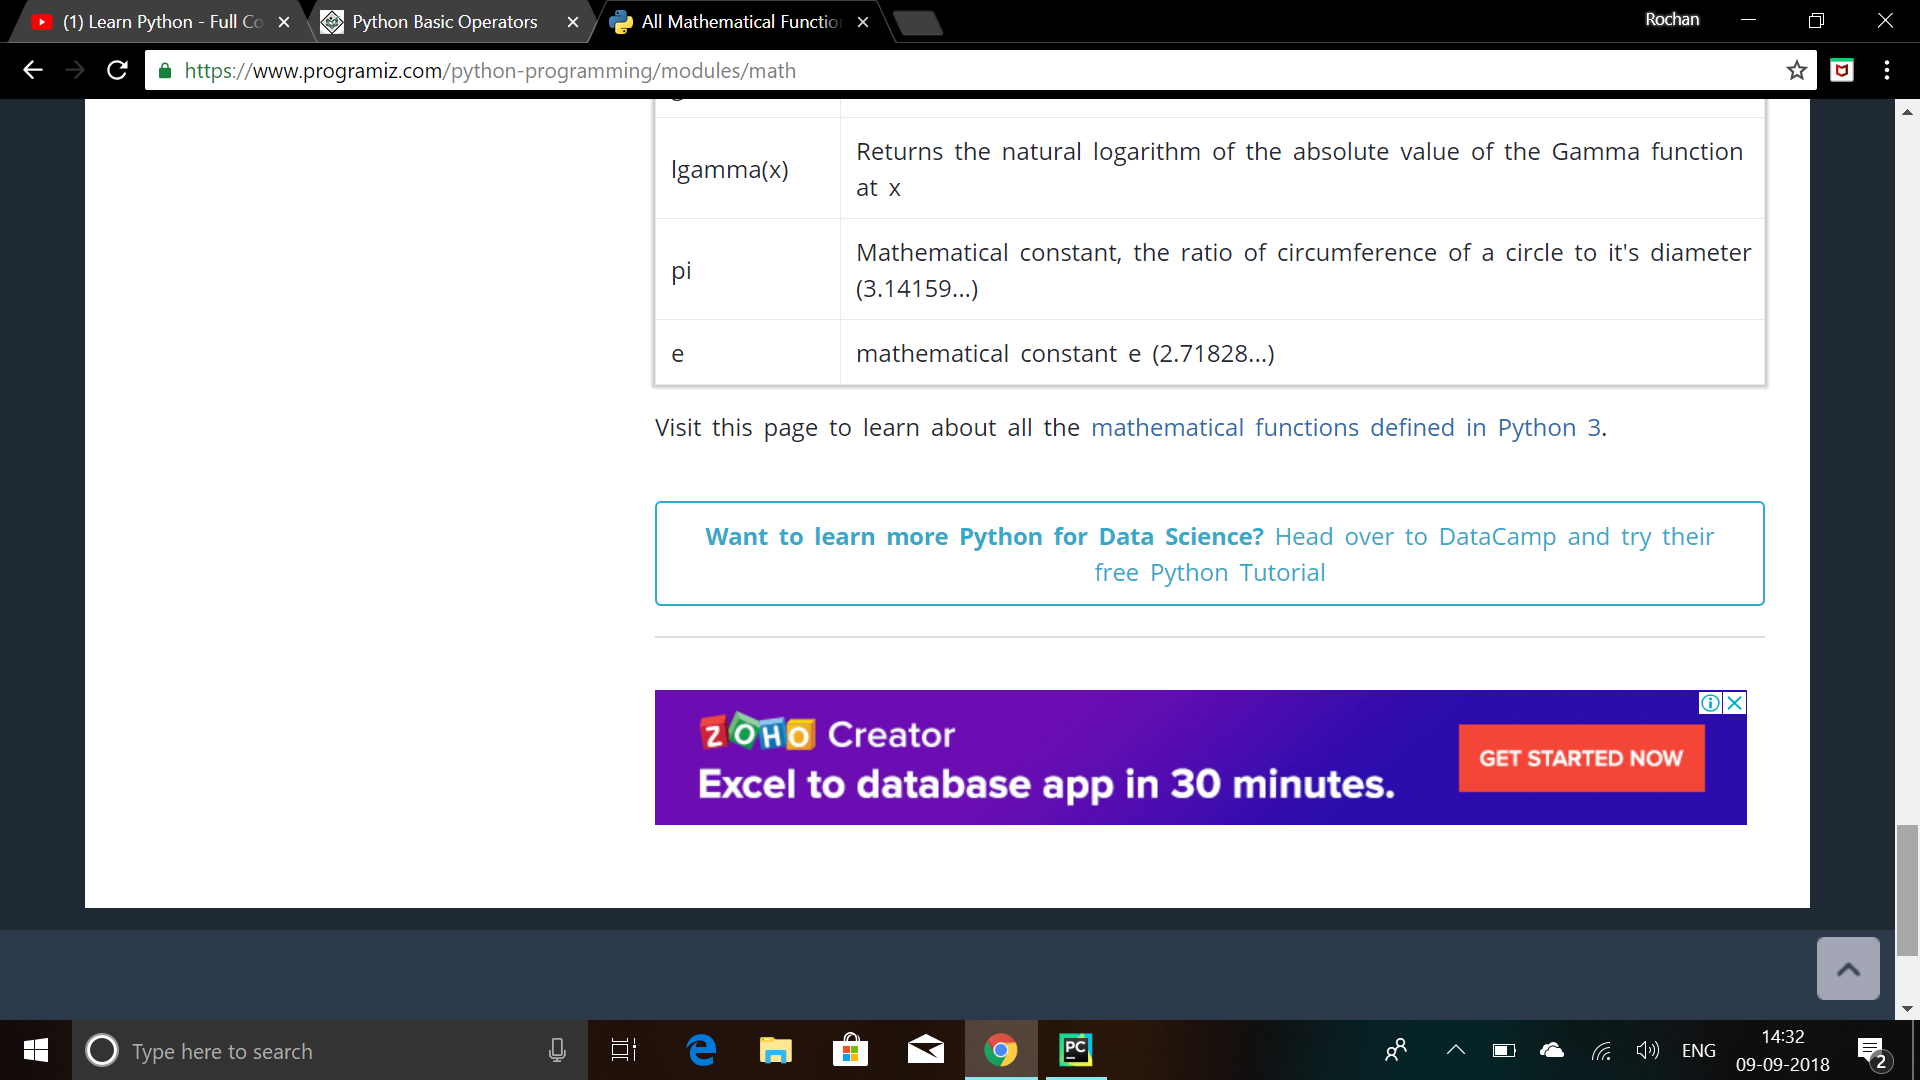 (1) Learn Python - Full Co
Python Basic Operators
All Mathematical Functio
Rochan
https://www.programiz.com/python-programming/modules/math
lgamma(x)
Returns the natural logarithm of the absolute value of the Gamma function
at x
pi
Mathematical constant, the ratio of circumference of a circle to it's diameter
(3.14159...)
e
mathematical constant e (2.71828...)
Visit this page to learn about all the mathematical functions defined in Python 3.
Want to learn more Python for Data Science? Head over to DataCamp and try their
free Python Tutorial
ZOHO Creator
Excel to database app in 30 minutes.
GET STARTED NOW
Type here to search
PC
ENG
14:32
09-09-2018
2